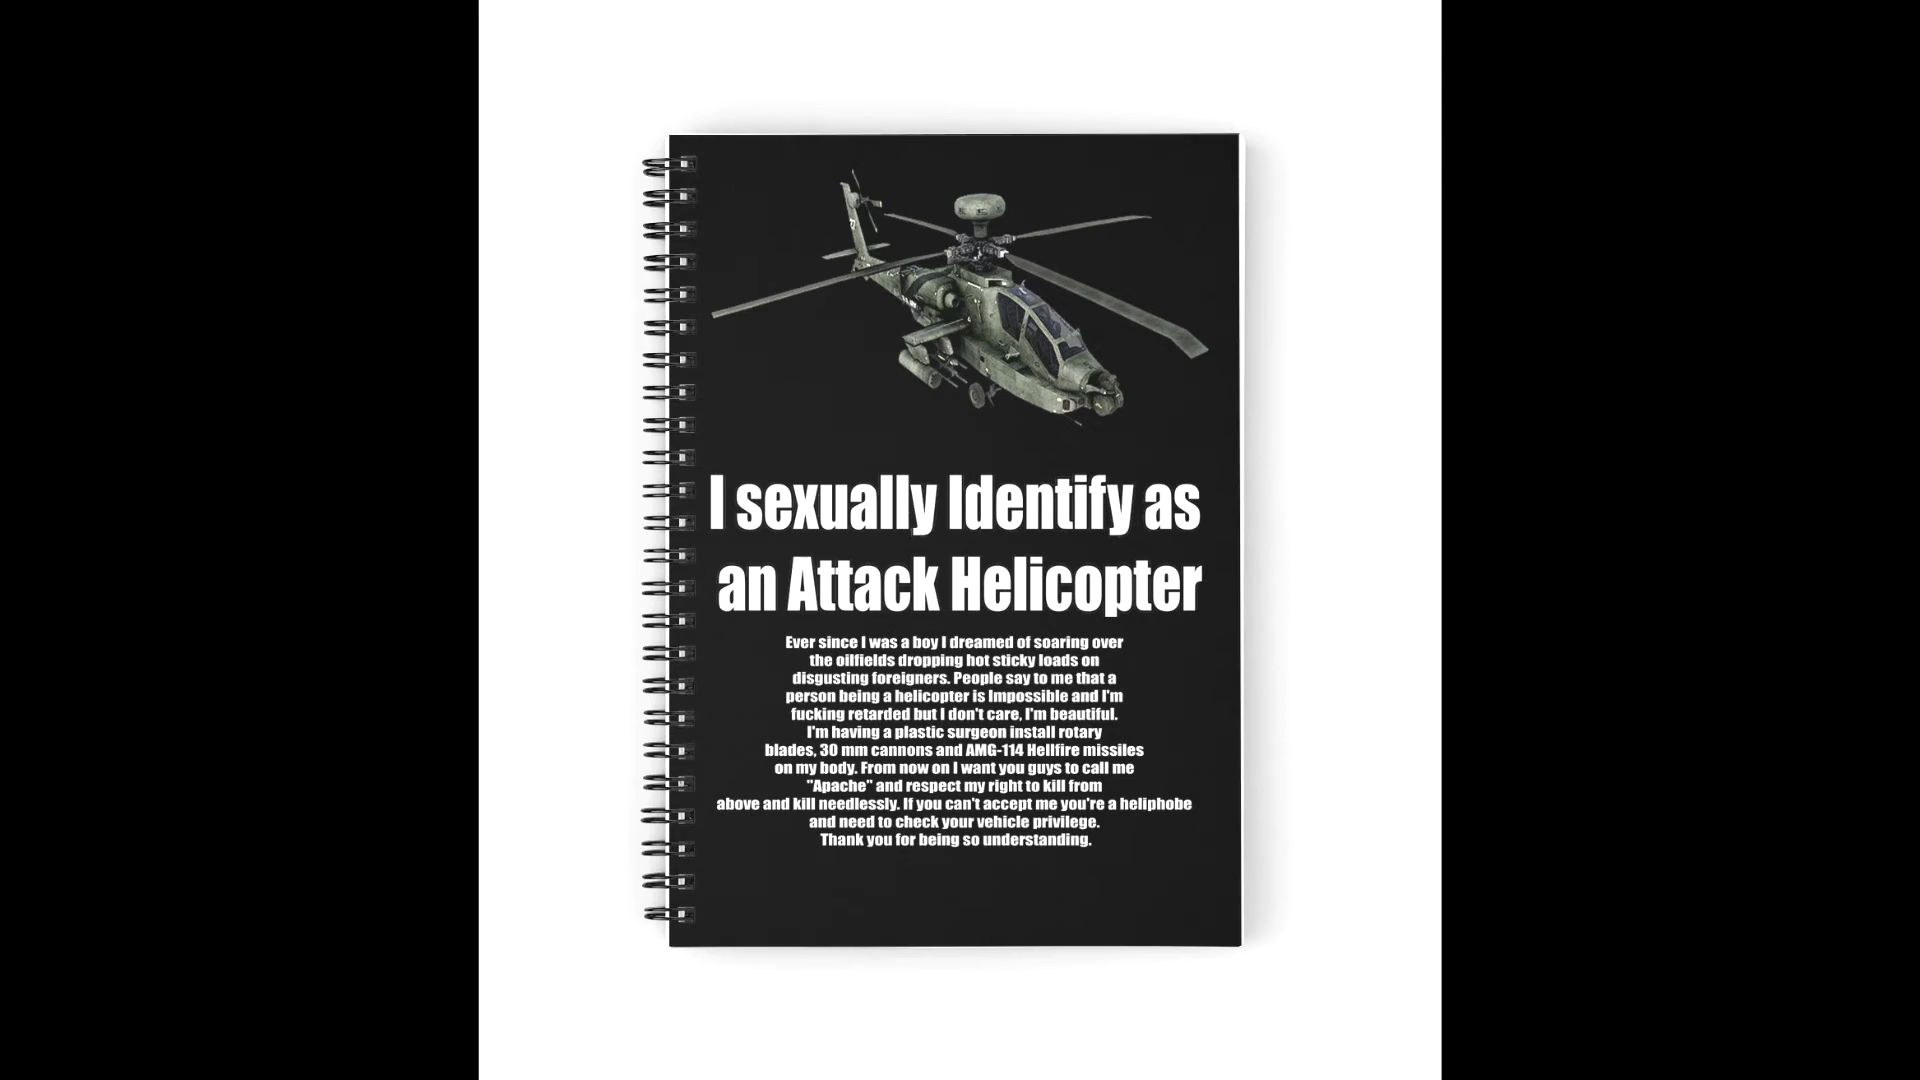 I sexually Identify as
an Attack Helicopter
Ever since I was a boy I dreamed of soaring over
the oilfields dropping hot sticky loads on
disgusting foreigners. People say to me that a
person being a helicopter is Impossible and I'm
fucking retarded but I don't care, I'm beautiful.
I'm having a plastic surgeon install rotary
blades, 30 mm cannons and AMG-114 Hellfire missiles
on my body. From now on I want you guys to call me
"Apache" and respect my right to kill from
above and kill needlessly. If you can't accept me you're a heliphobe
and need to check your vehicle privilege.
Thank you for being so understanding.